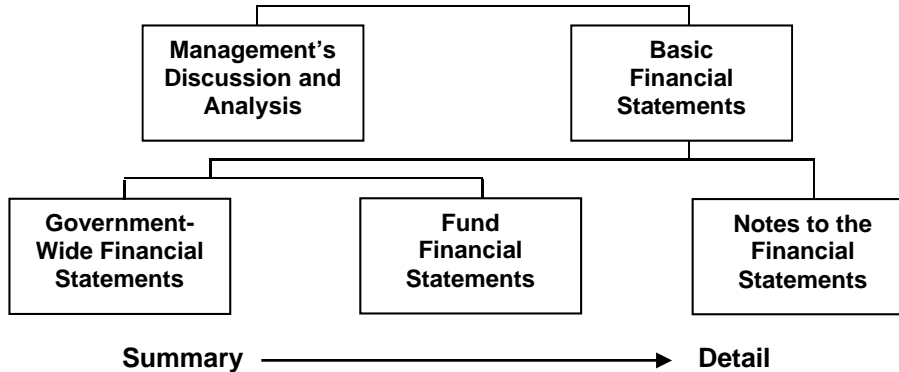 Management's
Discussion and
Analysis
Basic
Financial
Statements
Government-
Wide Financial
Statements
Fund
Financial
Statements
Notes to the
Financial
Statements
Summary
Detail